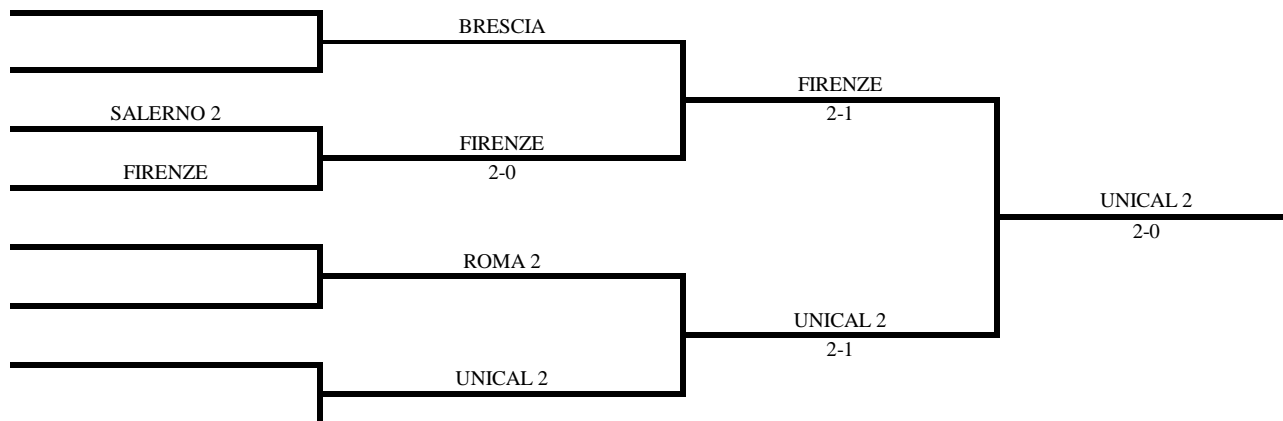 BRESCIA
FIRENZE
2-1
SALERNO 2
FIRENZE
FIRENZE
2-0
UNICAL 2
2-0
ROMA 2
UNICAL 2
2-1
UNICAL 2